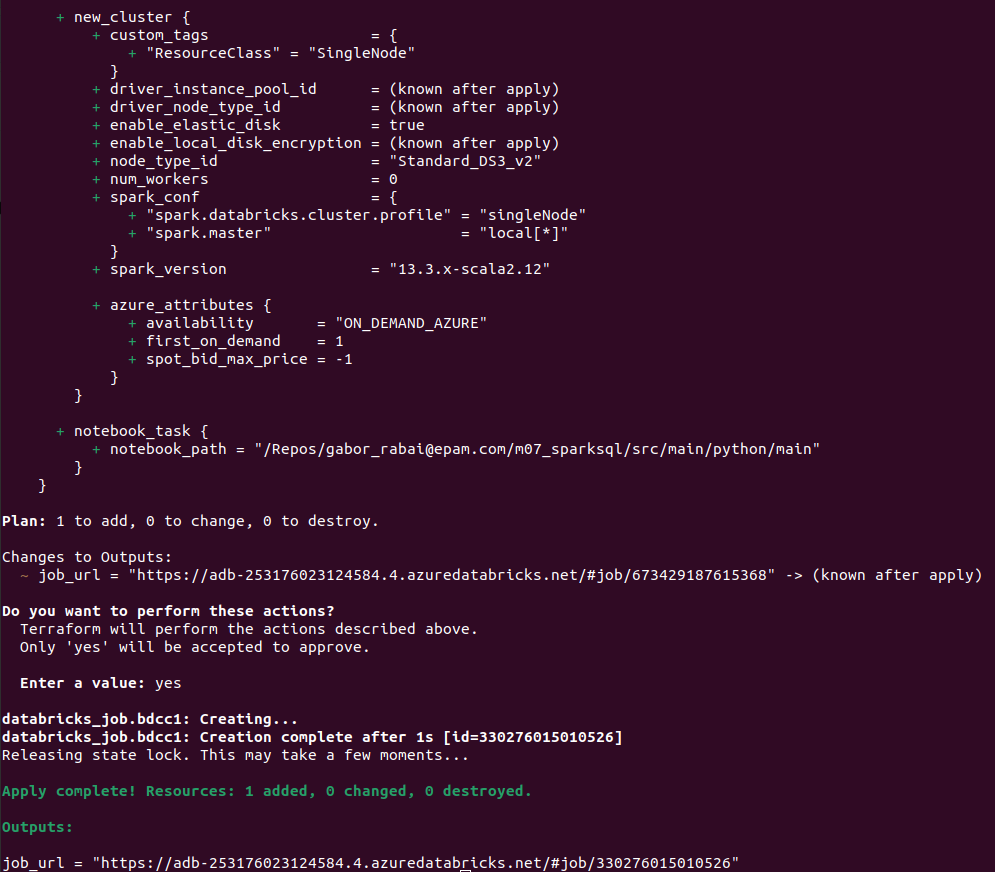 + new_cluster {
+ custom_tags = {
+ "ResourceClass" = "SingleNode"
}
+ driver_instance_pool_id = (known after apply)
+ driver_node_type_id = (known after apply)
+ enable_elastic_disk = true
+ enable_local_disk_encryption = (known after apply)
+ node_type_id = "Standard_DS3_v2"
+ num_workers = 0
+ spark_conf = {
+ "spark.databricks.cluster.profile" = "singleNode"
+ "spark.master" = "local[*]"
}
+ spark_version = "13.3.x-scala2.12"
+ azure_attributes {
+ availability = "ON_DEMAND_AZURE"
+ first_on_demand = 1
+ spot_bid_max_price = -1
}
}
+ notebook_task {
+ notebook_path = "/Repos/gabor_rabai@epam.com/m07_sparksql/src/main/python/main"
}
}
Plan: 1 to add, 0 to change, 0 to destroy.
Changes to Outputs:
~ job_url = "https://adb-253176023124584.4.azuredatabricks.net/#job/673429187615368" -> (known after apply)
Do you want to perform these actions?
Terraform will perform the actions described above.
Only 'yes' will be accepted to approve.
Enter a value: yes
databricks_job.bdcc1: Creating...
databricks_job.bdcc1: Creation complete after 1s [id=330276015010526]
Releasing state lock. This may take a few moments...
Apply complete! Resources: 1 added, 0 changed, 0 destroyed.
Outputs:
job_url = "https://adb-253176023124584.4.azuredatabricks.net/#job/330276015010526"